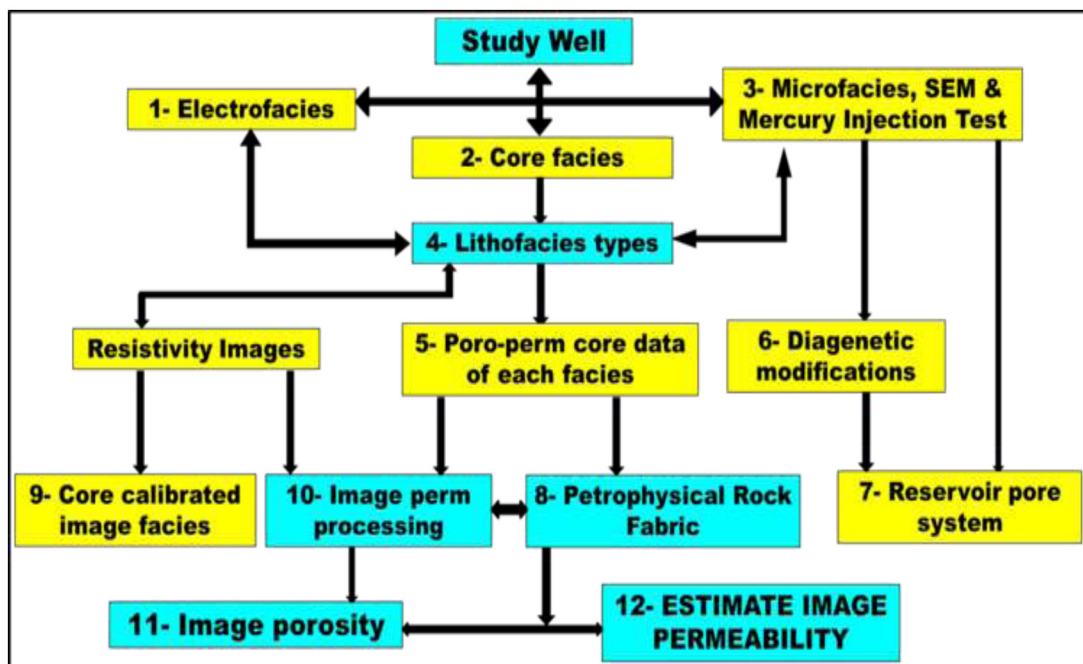 Study Well
1- Electrofacies
3- Microfacies, SEM &
Mercury Injection Test
2- Core facies
4- Lithofacies types
Resistivity Images
5- Poro-perm core data
of each facies
6- Diagenetic
modifications
9- Core calibrated
image facies
10- Image perm
processing
8- Petrophysical Rock
Fabric
7- Reservoir pore
system
11- Image porosity
12- ESTIMATE IMAGE
PERMEABILITY